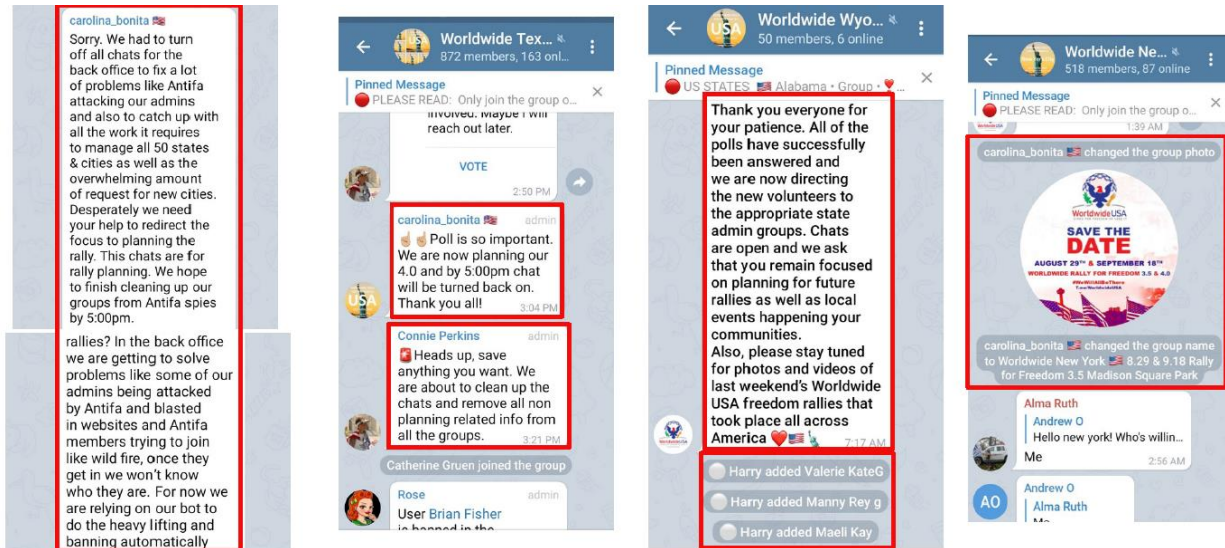 carolina_bonita 🇺🇸
Sorry. We had to turn
off all chats for the
back office to fix a lot
of problems like Antifa
attacking our admins
and also to catch up with
all the work it requires
to manage all 50 states
& cities as well as the
overwhelming amount
of request for new cities.
Desperately we need
your help to redirect the
focus to planning the
rally. This chats are for
rally planning. We hope
to finish cleaning up our
groups from Antifa spies
by 5:00pm.
rallies? In the back office
we are getting to solve
problems like some of our
admins being attacked
by Antifa and blasted
in websites and Antifa
members trying to join
like wild fire, once they
get in we won't know
who they are. For now we
are relying on our bot to
do the heavy lifting and
banning automatically
Worldwide Tex...
872 members, 163 onl...
Pinned Message
🔴 PLEASE READ: Only join the group o...
involved. Maybe I will
reach out later.
VOTE
2:50 PM
carolina_bonita 🇺🇸 admin
☝🏼☝🏼Poll is so important.
We are now planning our
4.0 and by 5:00pm chat
will be turned back on.
Thank you all! 3:04 PM
USA
Connie Perkins admin
🚨Heads up, save
anything you want. We
are about to clean up the
chats and remove all non
planning related info from
all the groups. 3:21 PM
Catherine Gruen joined the group
Rose admin
User Brian Fisher
is banned in the
USA
Worldwide Wyo...
50 members, 6 online
Pinned Message
🔴 US STATES 🇺🇸 Alabama • Group • ❤️...
Thank you everyone for
your patience. All of the
polls have successfully
been answered and
we are now directing
the new volunteers to
the appropriate state
admin groups. Chats
are open and we ask
that you remain focused
on planning for future
rallies as well as local
events happening your
communities.
Also, please stay tuned
for photos and videos of
last weekend's Worldwide
USA freedom rallies that
took place all across
America ❤️🇺🇸🗽 7:17 AM
Harry added Valerie KateG
Harry added Manny Rey g
Harry added Maeli Kay
Worldwide Ne...
518 members, 87 online
Pinned Message
🔴 PLEASE READ: Only join the group o...
1:39 AM
carolina_bonita 🇺🇸 changed the group photo
WorldwideUSA
SAVE THE
DATE
AUGUST 29TH & SEPTEMBER 18TH
WORLDWIDE RALLY FOR FREEDOM 3.5 & 4.0
#WeWillAllBeThere
T.me/WorldwideUSA
carolina_bonita 🇺🇸 changed the group name
to Worldwide New York 🇺🇸 8.29 & 9.18 Rally
for Freedom 3.5 Madison Square Park
Alma Ruth
Andrew O
Hello new york! Who's willin...
Me 2:56 AM
AO
Andrew O
Alma Ruth
Me